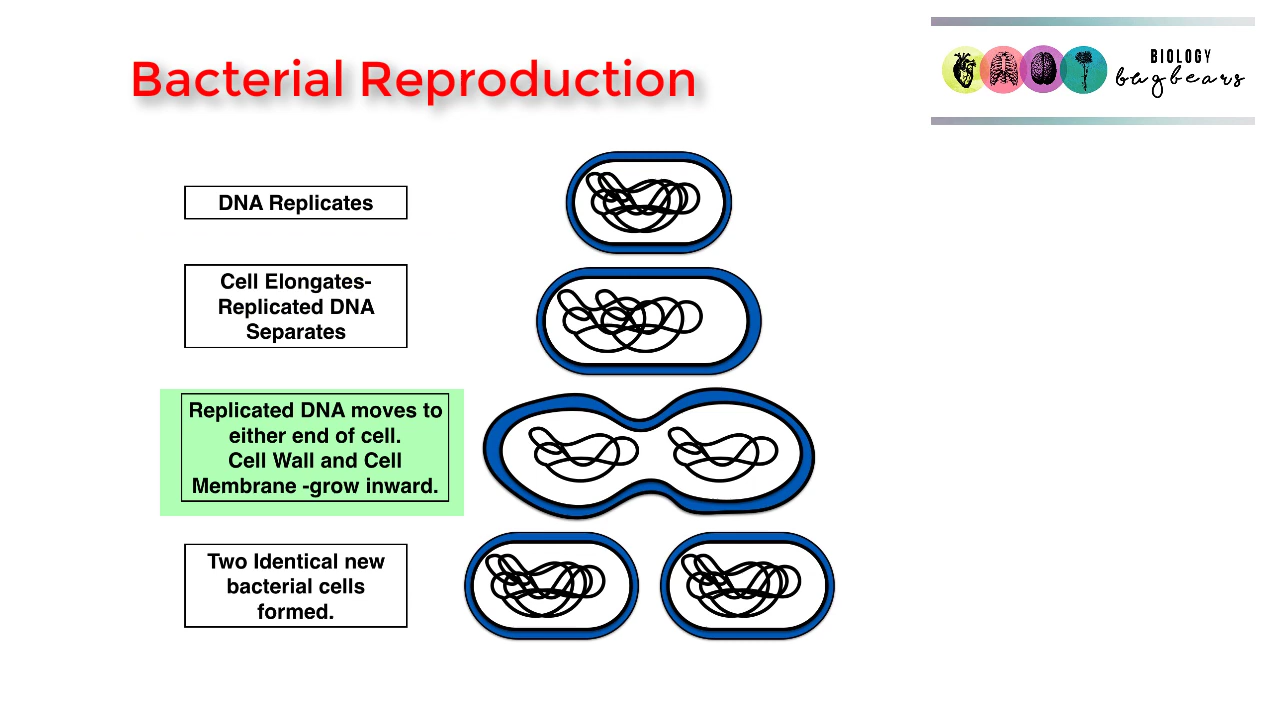 Bacterial Reproduction
BIOLOGY
bugbears
DNA Replicates
Cell Elongates-
Replicated DNA
Separates
Replicated DNA moves to
either end of cell.
Cell Wall and Cell
Membrane -grow inward.
Two Identical new
bacterial cells
formed.